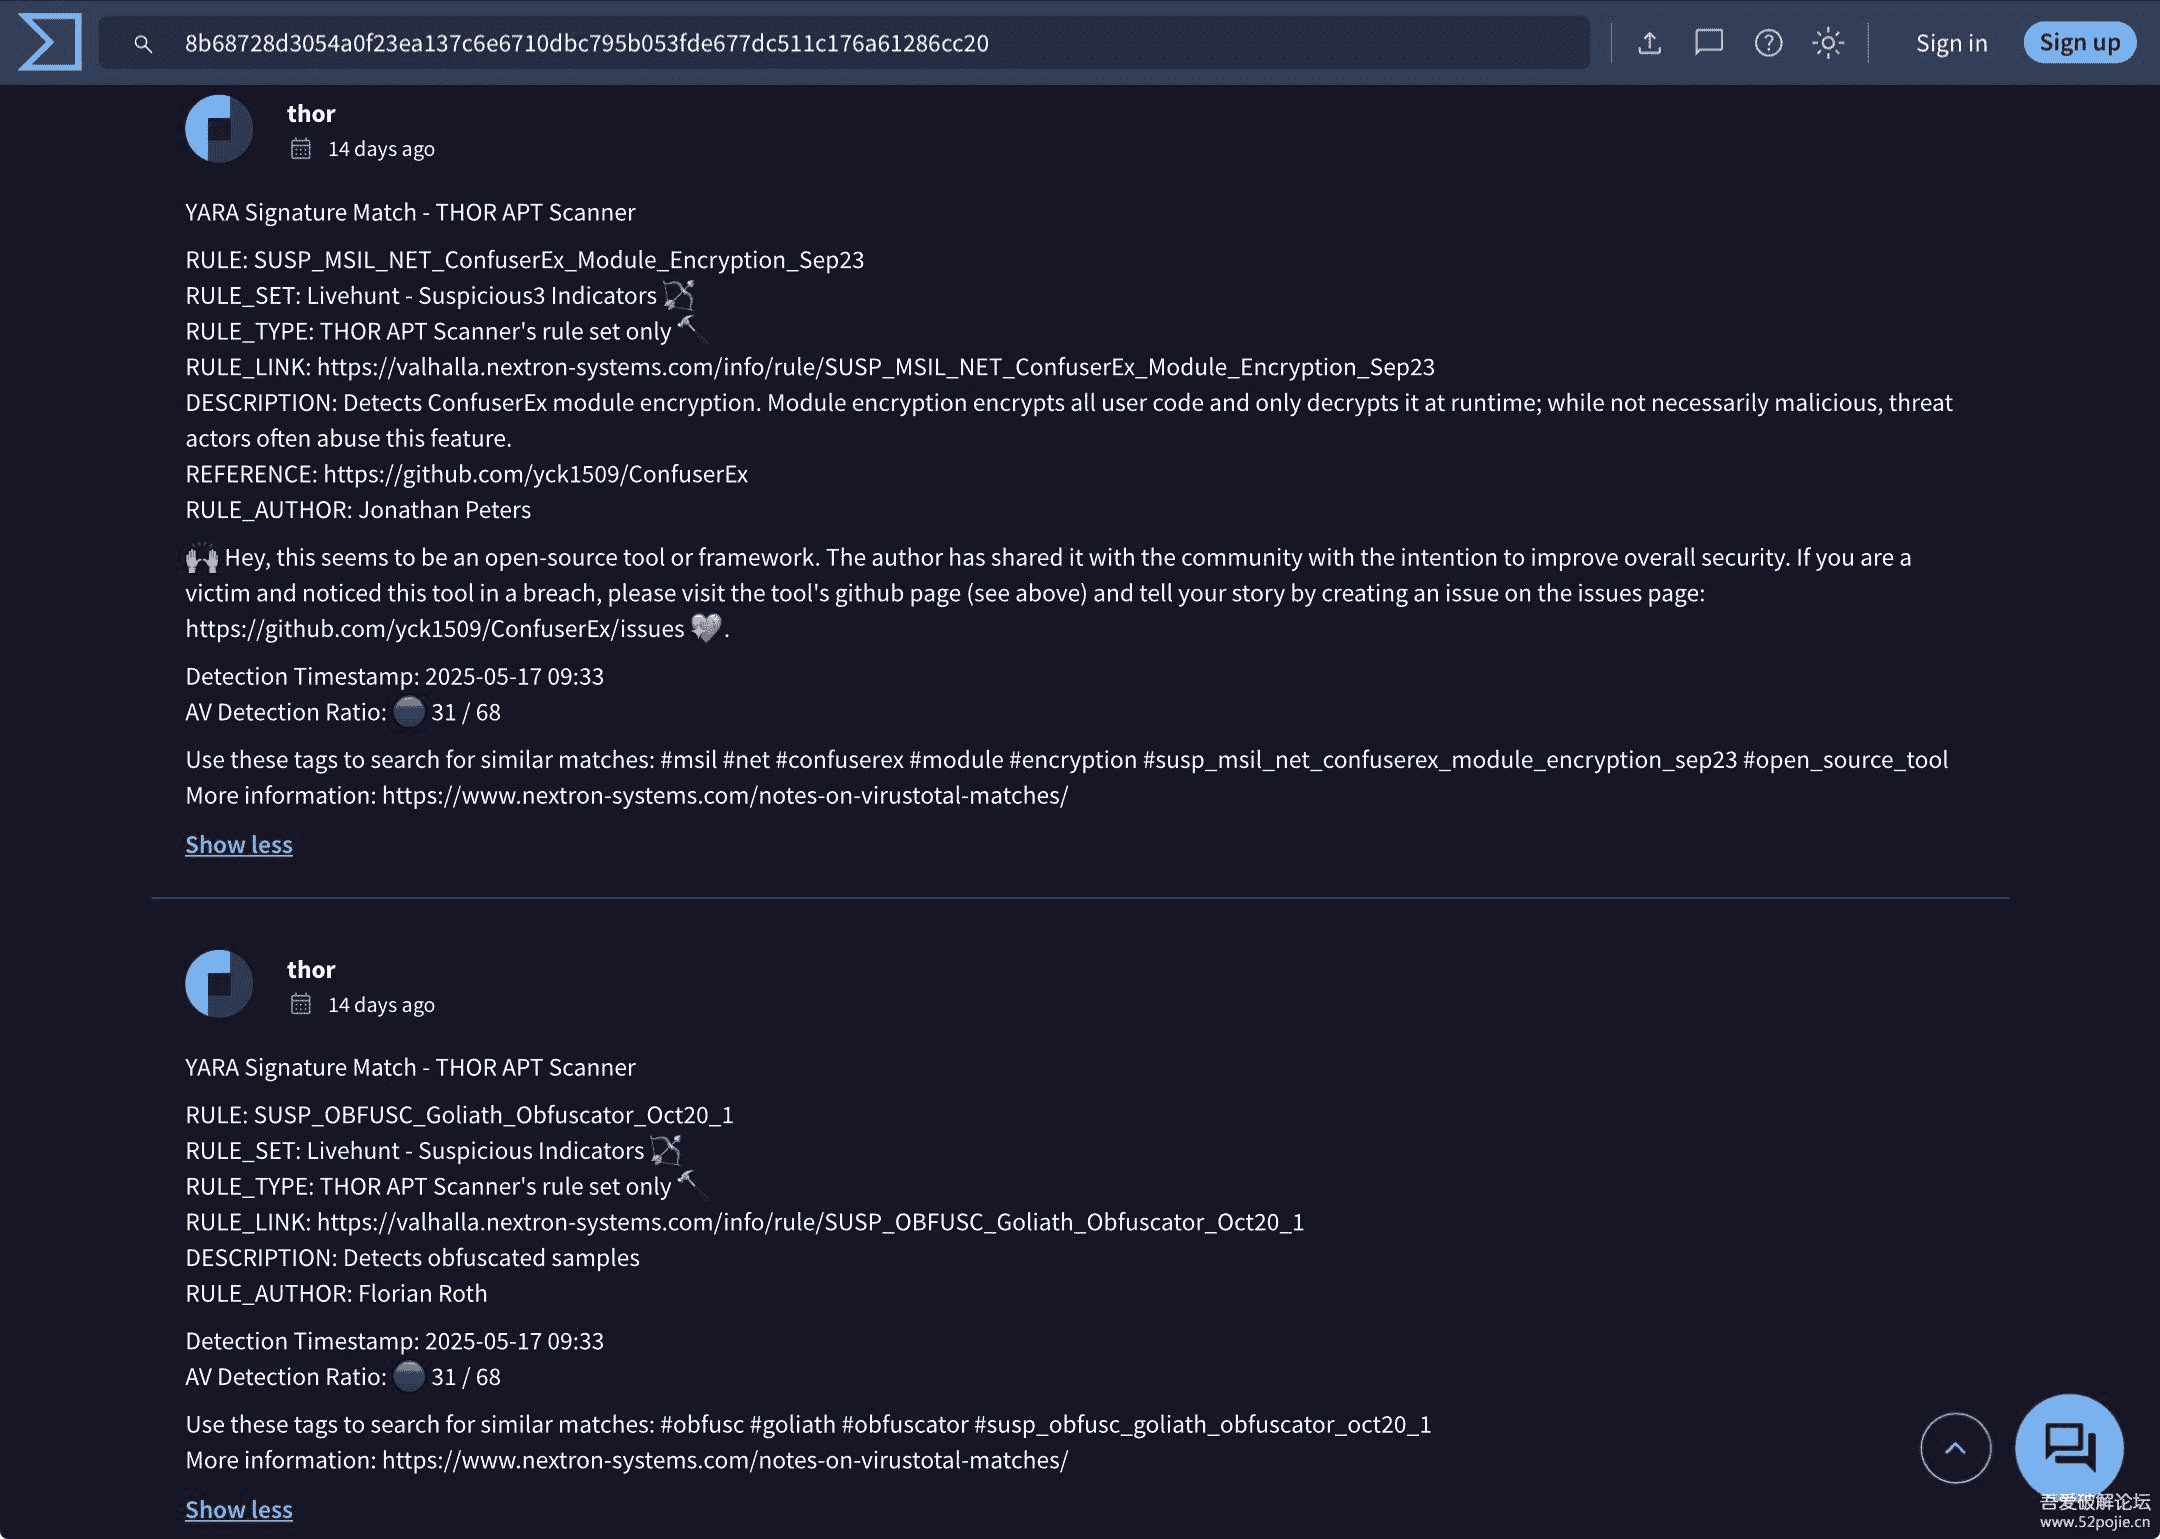 8b68728d3054a0f23ea137c6e6710dbc795b053fde677dc511c176a61286cc20
Sign in
Sign up
thor
14 days ago
YARA Signature Match - THOR APT Scanner
RULE: SUSP_MSIL_NET_ConfuserEx_Module_Encryption_Sep23
RULE_SET: Livehunt - Suspicious3 Indicators 🏹
RULE_TYPE: THOR APT Scanner's rule set only 🔨
RULE_LINK: https://valhalla.nextron-systems.com/info/rule/SUSP_MSIL_NET_ConfuserEx_Module_Encryption_Sep23
DESCRIPTION: Detects ConfuserEx module encryption. Module encryption encrypts all user code and only decrypts it at runtime; while not necessarily malicious, threat
actors often abuse this feature.
REFERENCE: https://github.com/yck1509/ConfuserEx
RULE_AUTHOR: Jonathan Peters
🙌 Hey, this seems to be an open-source tool or framework. The author has shared it with the community with the intention to improve overall security. If you are a
victim and noticed this tool in a breach, please visit the tool's github page (see above) and tell your story by creating an issue on the issues page:
https://github.com/yck1509/ConfuserEx/issues 💖.
Detection Timestamp: 2025-05-17 09:33
AV Detection Ratio: 31 / 68
Use these tags to search for similar matches: #msil #net #confuserex #module #encryption #susp_msil_net_confuserex_module_encryption_sep23 #open_source_tool
More information: https://www.nextron-systems.com/notes-on-virustotal-matches/
Show less
thor
14 days ago
YARA Signature Match - THOR APT Scanner
RULE: SUSP_OBFUSC_Goliath_Obfuscator_Oct20_1
RULE_SET: Livehunt - Suspicious Indicators 🏹
RULE_TYPE: THOR APT Scanner's rule set only 🔨
RULE_LINK: https://valhalla.nextron-systems.com/info/rule/SUSP_OBFUSC_Goliath_Obfuscator_Oct20_1
DESCRIPTION: Detects obfuscated samples
RULE_AUTHOR: Florian Roth
Detection Timestamp: 2025-05-17 09:33
AV Detection Ratio: 31 / 68
Use these tags to search for similar matches: #obfusc #goliath #obfuscator #susp_obfusc_goliath_obfuscator_oct20_1
More information: https://www.nextron-systems.com/notes-on-virustotal-matches/
Show less
吾爱破解论坛
www.52pojie.cn